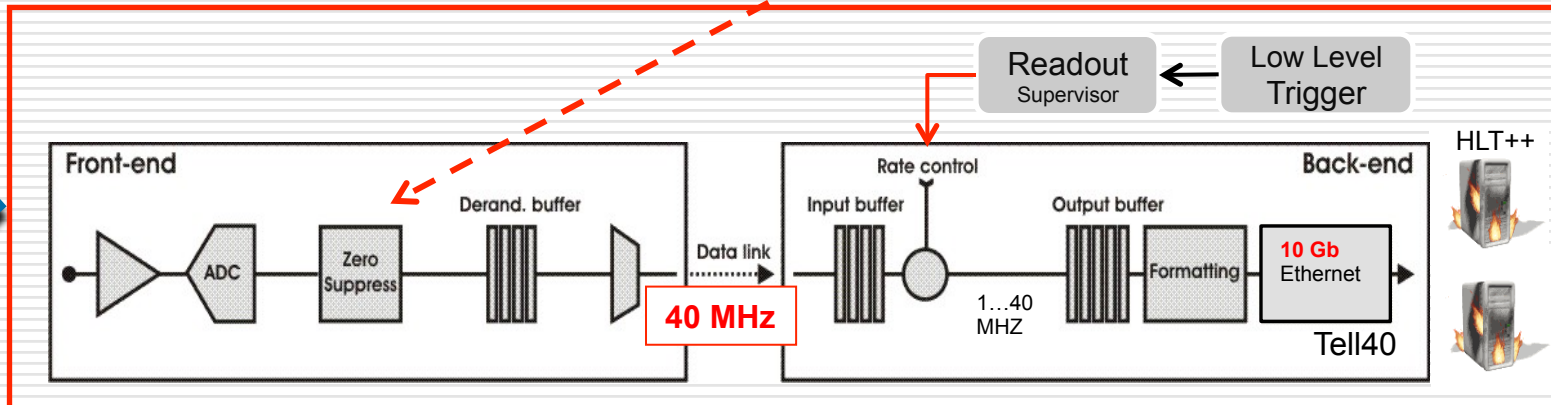 Readout
Supervisor
Low Level
Trigger
Front-end
Rate control
Back-end
HLT++
Derand. buffer
Input buffer
Output buffer
ADC
Zero
Suppress
Data link
40 MHz
1...40
MHZ
Formatting
10 Gb
Ethernet
Tell40